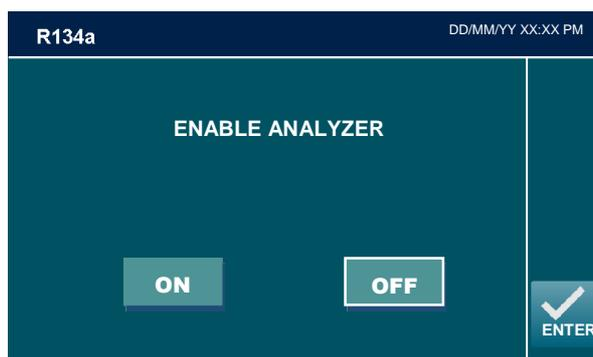 R134a
DD/MM/YY XX:XX PM
ENABLE ANALYZER
ON
OFF
ENTER